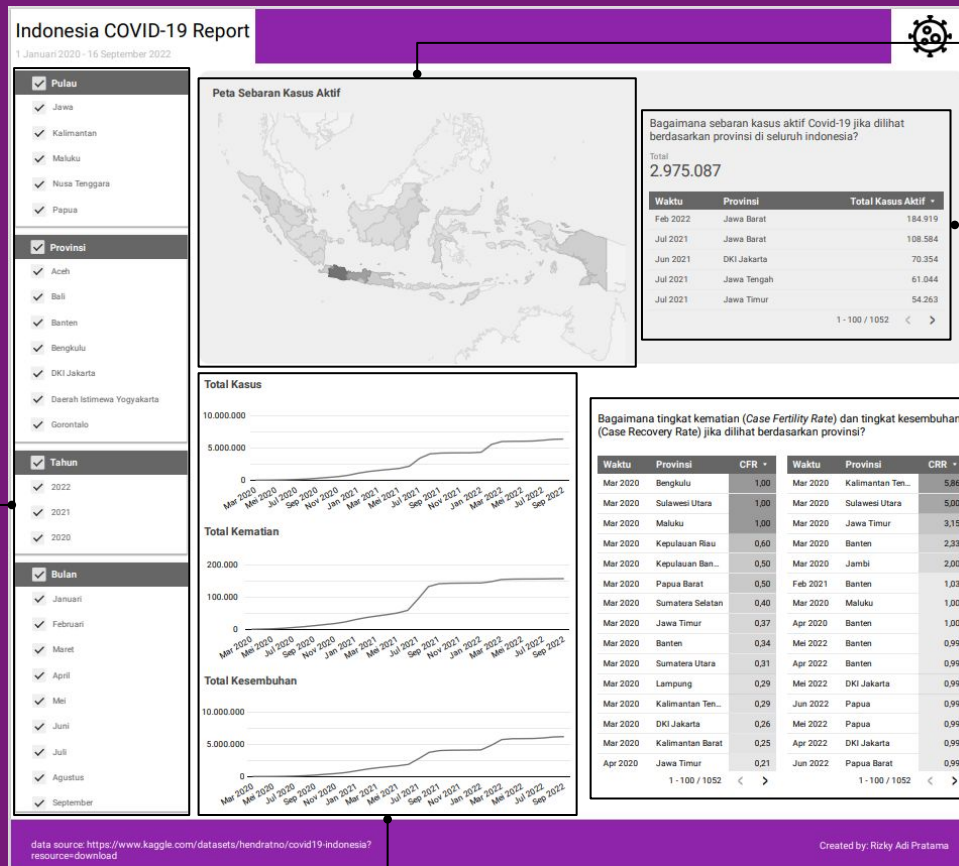 Indonesia COVID-19 Report
1 Januari 2020 - 16 September 2022
Pulau
Jawa
Kalimantan
Maluku
Nusa Tenggara
Papua
Provinsi
Aceh
Bali
Banten
Bengkulu
DKI Jakarta
Daerah Istimewa Yogyakarta
Gorontalo
Tahun
2022
2021
2020
Bulan
Januari
Februari
Maret
April
Mei
Juni
Juli
Agustus
September
Peta Sebaran Kasus Aktif
Bagaimana sebaran kasus aktif Covid-19 jika dilihat
berdasarkan provinsi di seluruh indonesia?
Total
2.975.087
Waktu Provinsi Total Kasus Aktif
Feb 2022 Jawa Barat 184.919
Jul 2021 Jawa Barat 108.584
Jun 2021 DKI Jakarta 70.354
Jul 2021 Jawa Tengah 61.044
Jul 2021 Jawa Timur 54.263
1 - 100 / 1052
Total Kasus
10.000.000
5.000.000
0
Mar 2020 Mei 2020 Jul 2020 Sep 2020 Nov 2020 Jan 2021 Mar 2021 Mei 2021 Jul 2021 Sep 2021 Nov 2021 Jan 2022 Mar 2022 Mei 2022 Jul 2022 Sep 2022
Total Kematian
200.000
100.000
0
Mar 2020 Mei 2020 Jul 2020 Sep 2020 Nov 2020 Jan 2021 Mar 2021 Mei 2021 Jul 2021 Sep 2021 Nov 2021 Jan 2022 Mar 2022 Mei 2022 Jul 2022 Sep 2022
Total Kesembuhan
10.000.000
5.000.000
0
Mar 2020 Mei 2020 Jul 2020 Sep 2020 Nov 2020 Jan 2021 Mar 2021 Mei 2021 Jul 2021 Sep 2021 Nov 2021 Jan 2022 Mar 2022 Mei 2022 Jul 2022 Sep 2022
Bagaimana tingkat kematian (Case Fertility Rate) dan tingkat kesembuhan
(Case Recovery Rate) jika dilihat berdasarkan provinsi?
Waktu Provinsi CFR Waktu Provinsi CRR
Mar 2020 Bengkulu 1,00 Mar 2020 Kalimantan Ten... 5,86
Mar 2020 Sulawesi Utara 1,00 Mar 2020 Sulawesi Utara 5,00
Mar 2020 Maluku 1,00 Mar 2020 Jawa Timur 3,15
Mar 2020 Kepulauan Riau 0,60 Mar 2020 Banten 2,33
Mar 2020 Kepulauan Ban... 0,50 Mar 2020 Jambi 2,00
Mar 2020 Papua Barat 0,50 Feb 2021 Banten 1,03
Mar 2020 Sumatera Selatan 0,40 Mar 2020 Maluku 1,00
Mar 2020 Jawa Timur 0,37 Apr 2020 Banten 1,00
Mar 2020 Banten 0,34 Mei 2022 Banten 0,99
Mar 2020 Sumatera Utara 0,31 Apr 2022 Banten 0,99
Mar 2020 Lampung 0,29 Mei 2022 DKI Jakarta 0,99
Mar 2020 Kalimantan Ten... 0,29 Jun 2022 Papua 0,99
Mar 2020 DKI Jakarta 0,26 Mei 2022 Papua 0,99
Mar 2020 Kalimantan Barat 0,25 Apr 2022 DKI Jakarta 0,99
Apr 2020 Jawa Timur 0,21 Jun 2022 Papua Barat 0,99
1 - 100 / 1052 1 - 100 / 1052
data source: https://www.kaggle.com/datasets/hendratno/covid19-indonesia?
resource=download
Created by: Rizky Adi Pratama